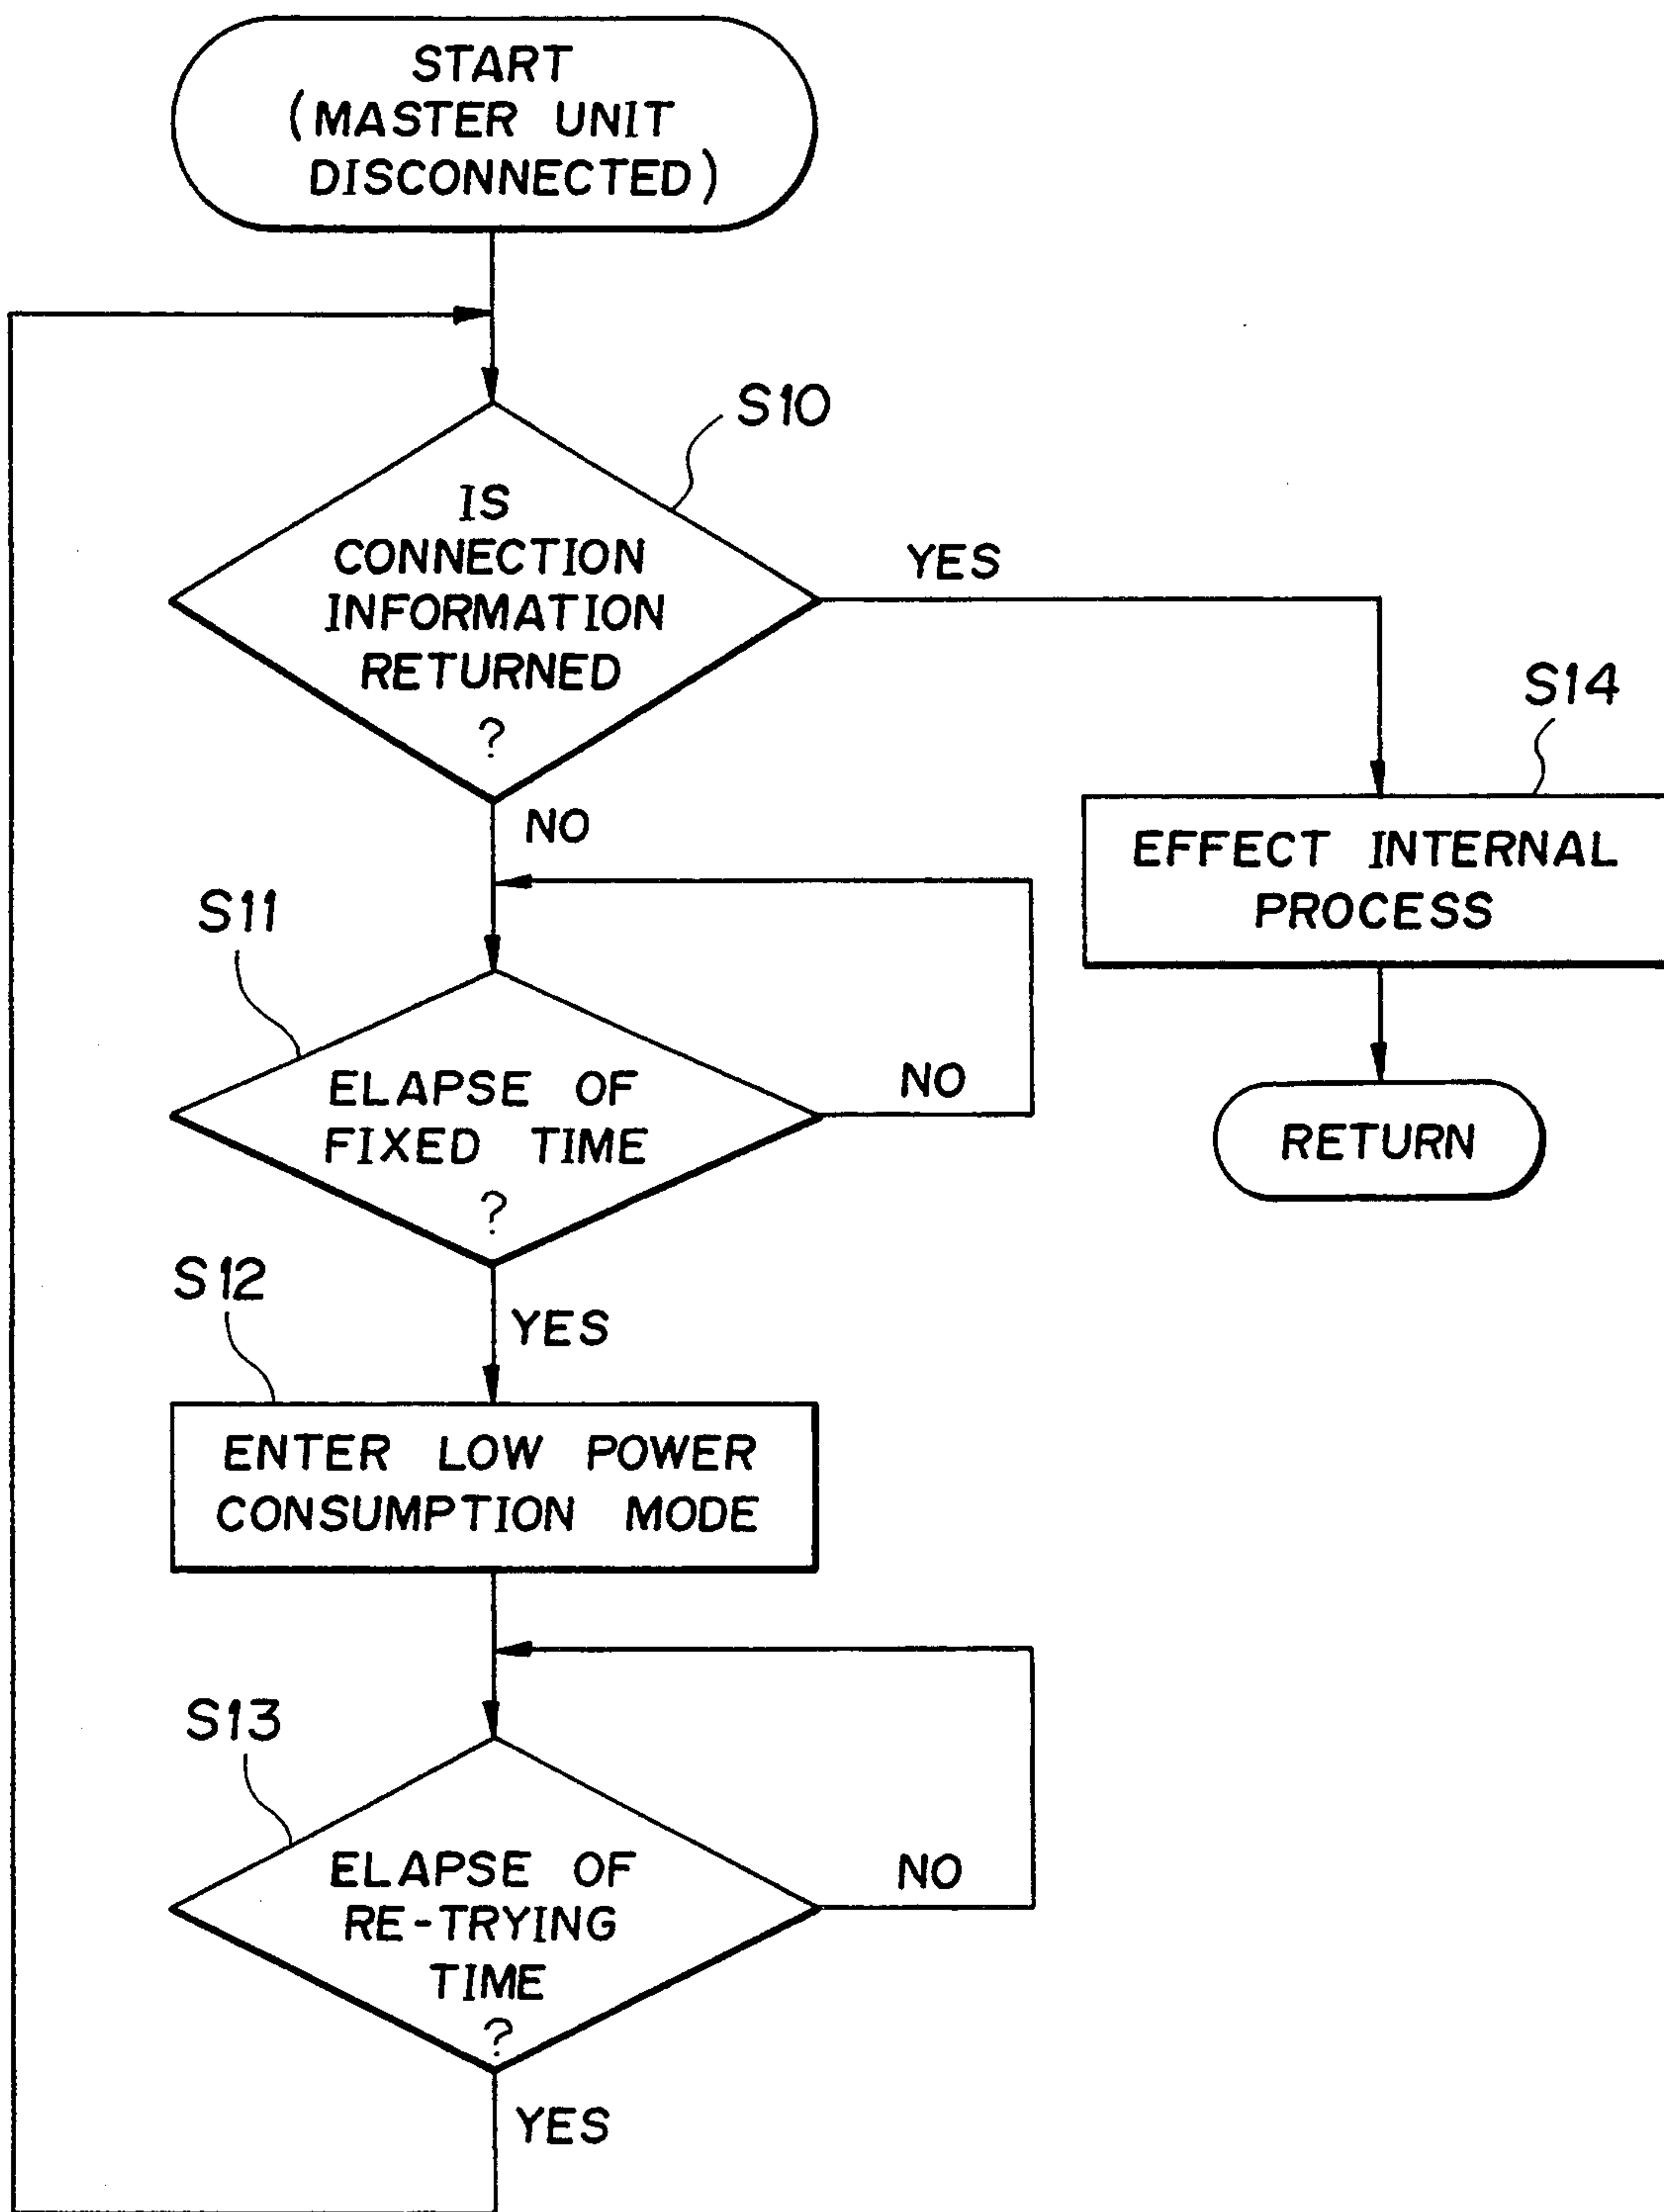 START
(MASTER UNIT
DISCONNECTED)
S10
IS
CONNECTION
INFORMATION
RETURNED
?
YES
NO
S14
EFFECT INTERNAL
PROCESS
RETURN
S11
ELAPSE OF
FIXED TIME
?
NO
YES
S12
ENTER LOW POWER
CONSUMPTION MODE
S13
ELAPSE OF
RE-TRYING
TIME
?
NO
YES